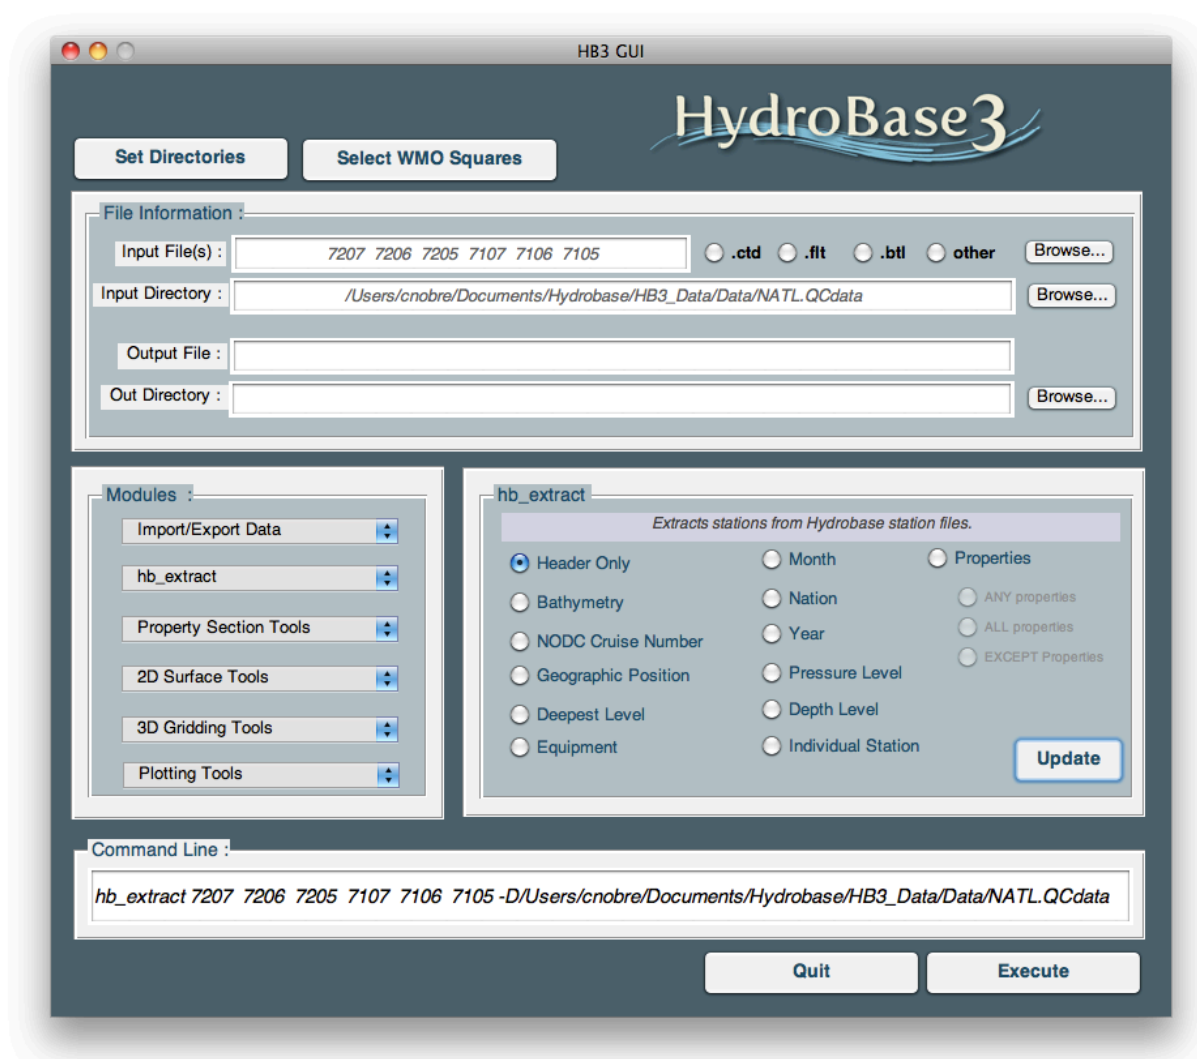 HB3 GUI
HydroBase3
Set Directories
Select WMO Squares
File Information :
Input File(s) :
7207 7206 7205 7107 7106 7105
.ctd
.flt
.btl
other
Browse...
Input Directory :
/Users/cnobre/Documents/Hydrobase/HB3_Data/Data/NATL.QCdata
Browse...
Output File :
Out Directory :
Browse...
Modules :
Import/Export Data
hb_extract
Property Section Tools
2D Surface Tools
3D Gridding Tools
Plotting Tools
hb_extract
Extracts stations from Hydrobase station files.
Header Only
Bathymetry
NODC Cruise Number
Geographic Position
Deepest Level
Equipment
Month
Nation
Year
Pressure Level
Depth Level
Individual Station
Properties
ANY properties
ALL properties
EXCEPT Properties
Update
Command Line :
hb_extract 7207 7206 7205 7107 7106 7105 -D/Users/cnobre/Documents/Hydrobase/HB3_Data/Data/NATL.QCdata
Quit
Execute